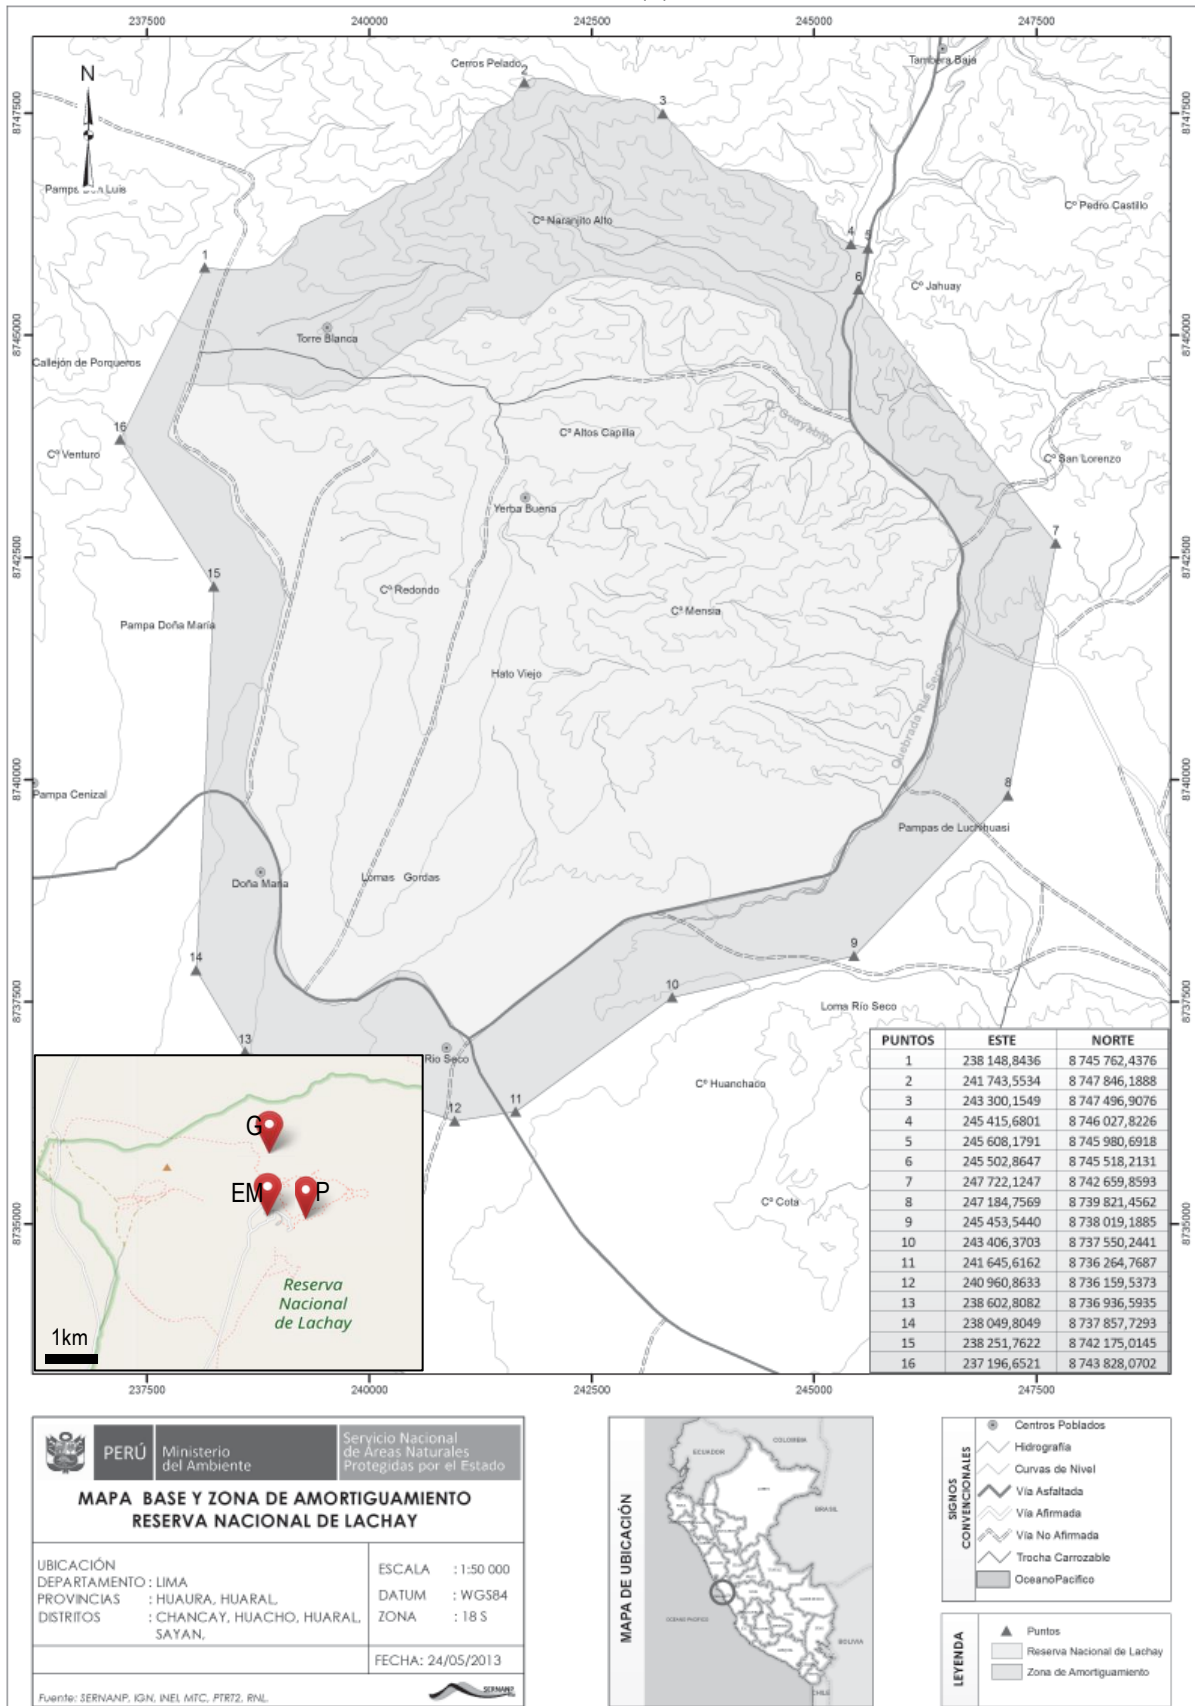 237500 240000 242500 245000 247500
Cerros Pelado
Tambera Baja
N
2
3
8747500
8747500
Pampa Don Luis
Cº Pedro Castillo
Cº Naranjito Alto
4
5
1
6
Cº Jahuay
8745000
8745000
Torre Blanca
Callejón de Porqueros
16
Cº Venturo
Cº Altos Capilla
Q. Guayabito
Cº San Lorenzo
Yerba Buena
7
8742500
8742500
15
Cº Redondo
Cº Mensia
Pampa Doña María
Hato Viejo
Quebrada Río Seco
8740000
8740000
8
Pampa Cenizal
Pampas de Luchihuasi
Doña María
Lomas Gordas
14
9
10
8737500
8737500
Loma Río Seco
13
Río Seco
Cº Huanchaco
11
12
Cº Cota
8735000
8735000
G
EM
P
Reserva
Nacional
de Lachay
1km
PUNTOS ESTE NORTE
1 238 148,8436 8 745 762,4376
2 241 743,5534 8 747 846,1888
3 243 300,1549 8 747 496,9076
4 245 415,6801 8 746 027,8226
5 245 608,1791 8 745 980,6918
6 245 502,8647 8 745 518,2131
7 247 722,1247 8 742 659,8593
8 247 184,7569 8 739 821,4562
9 245 453,5440 8 738 019,1885
10 243 406,3703 8 737 550,2441
11 241 645,6162 8 736 264,7687
12 240 960,8633 8 736 159,5373
13 238 602,8082 8 736 936,5935
14 238 049,8049 8 737 857,7293
15 238 251,7622 8 742 175,0145
16 237 196,6521 8 743 828,0702
237500 240000 242500 245000 247500
PERÚ
Ministerio
del Ambiente
Servicio Nacional
de Áreas Naturales
Protegidas por el Estado
MAPA BASE Y ZONA DE AMORTIGUAMIENTO
RESERVA NACIONAL DE LACHAY
UBICACIÓN
DEPARTAMENTO : LIMA
PROVINCIAS : HUAURA, HUARAL,
DISTRITOS : CHANCAY, HUACHO, HUARAL,
SAYAN,
ESCALA : 1:50 000
DATUM : WGS84
ZONA : 18 S
FECHA: 24/05/2013
Fuente: SERNANP, IGN, INEI, MTC, PTRT2, RNL.
SERNANP
MAPA DE UBICACIÓN
ECUADOR
COLOMBIA
BRASIL
OCEANO PACIFICO
BOLIVIA
CHILE
SIGNOS
CONVENCIONALES
Centros Poblados
Hidrografía
Curvas de Nivel
Vía Asfaltada
Vía Afirmada
Vía No Afirmada
Trocha Carrozable
OceanoPacifico
LEYENDA
Puntos
Reserva Nacional de Lachay
Zona de Amortiguamiento